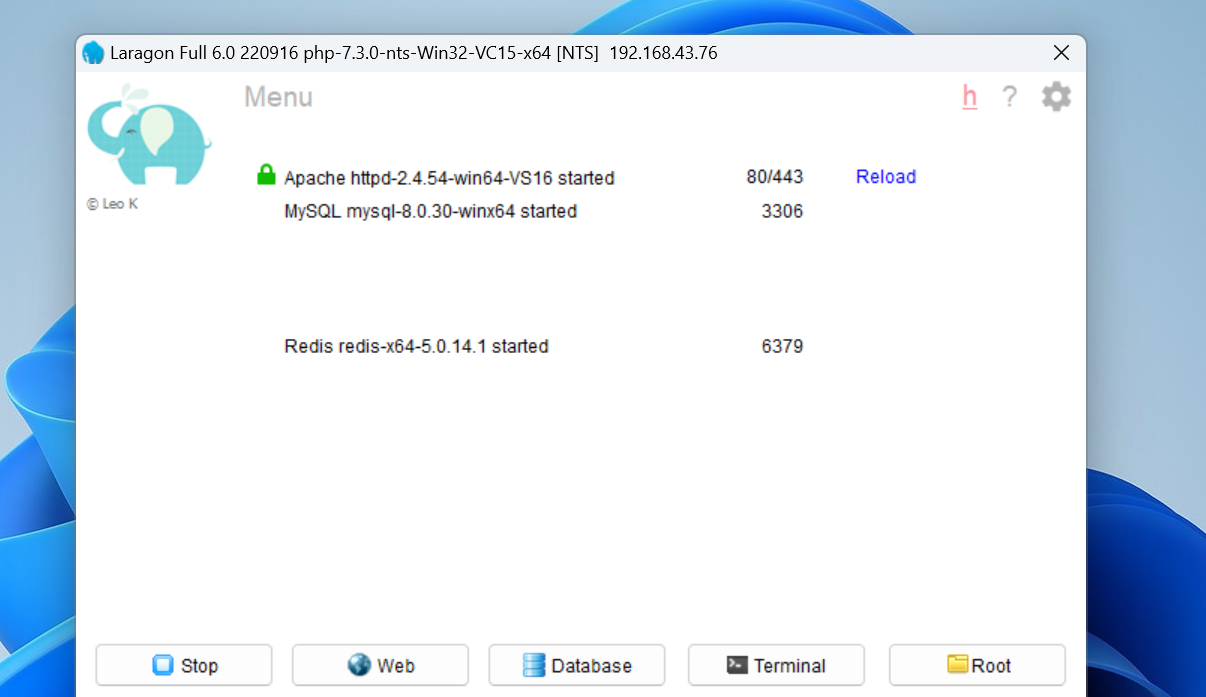 Laragon Full 6.0 220916 php-7.3.0-nts-Win32-VC15-x64 [NTS] 192.168.43.76
Menu
h ?
© Leo K
Apache httpd-2.4.54-win64-VS16 started 80/443 Reload
MySQL mysql-8.0.30-winx64 started 3306
Redis redis-x64-5.0.14.1 started 6379
Stop Web Database Terminal Root